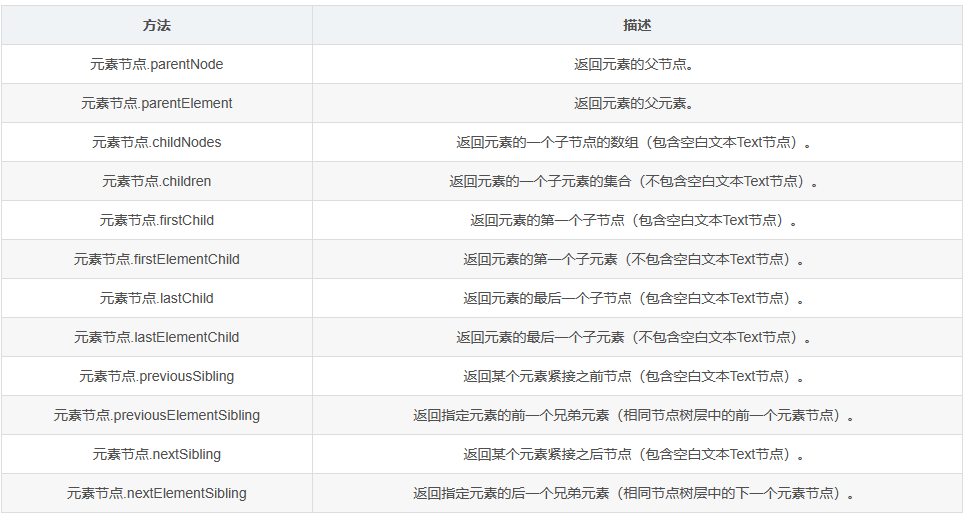 方法 描述
元素节点.parentNode 返回元素的父节点。
元素节点.parentElement 返回元素的父元素。
元素节点.childNodes 返回元素的一个子节点的数组（包含空白文本Text节点）。
元素节点.children 返回元素的一个子元素的集合（不包含空白文本Text节点）。
元素节点.firstChild 返回元素的第一个子节点（包含空白文本Text节点）。
元素节点.firstElementChild 返回元素的第一个子元素（不包含空白文本Text节点）。
元素节点.lastChild 返回元素的最后一个子节点（包含空白文本Text节点）。
元素节点.lastElementChild 返回元素的最后一个子元素（不包含空白文本Text节点）。
元素节点.previousSibling 返回某个元素紧接之前节点（包含空白文本Text节点）。
元素节点.previousElementSibling 返回指定元素的前一个兄弟元素（相同节点树层中的前一个元素节点）。
元素节点.nextSibling 返回某个元素紧接之后节点（包含空白文本Text节点）。
元素节点.nextElementSibling 返回指定元素的后一个兄弟元素（相同节点树层中的下一个元素节点）。